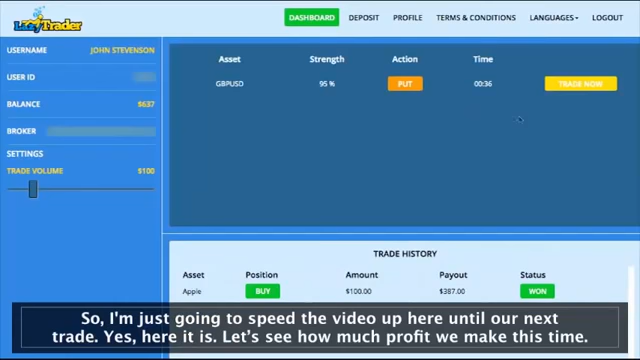 Lazy Trader
DASHBOARD DEPOSIT PROFILE TERMS & CONDITIONS LANGUAGES LOGOUT
USERNAME JOHN STEVENSON
USER ID
BALANCE $637
BROKER
SETTINGS
TRADE VOLUME $100
Asset Strength Action Time
GBPUSD 95 % PUT 00:36 TRADE NOW
TRADE HISTORY
Asset Position Amount Payout Status
Apple BUY $100.00 $387.00 WON
So, I'm just going to speed the video up here until our next
trade. Yes, here it is. Let's see how much profit we make this time.